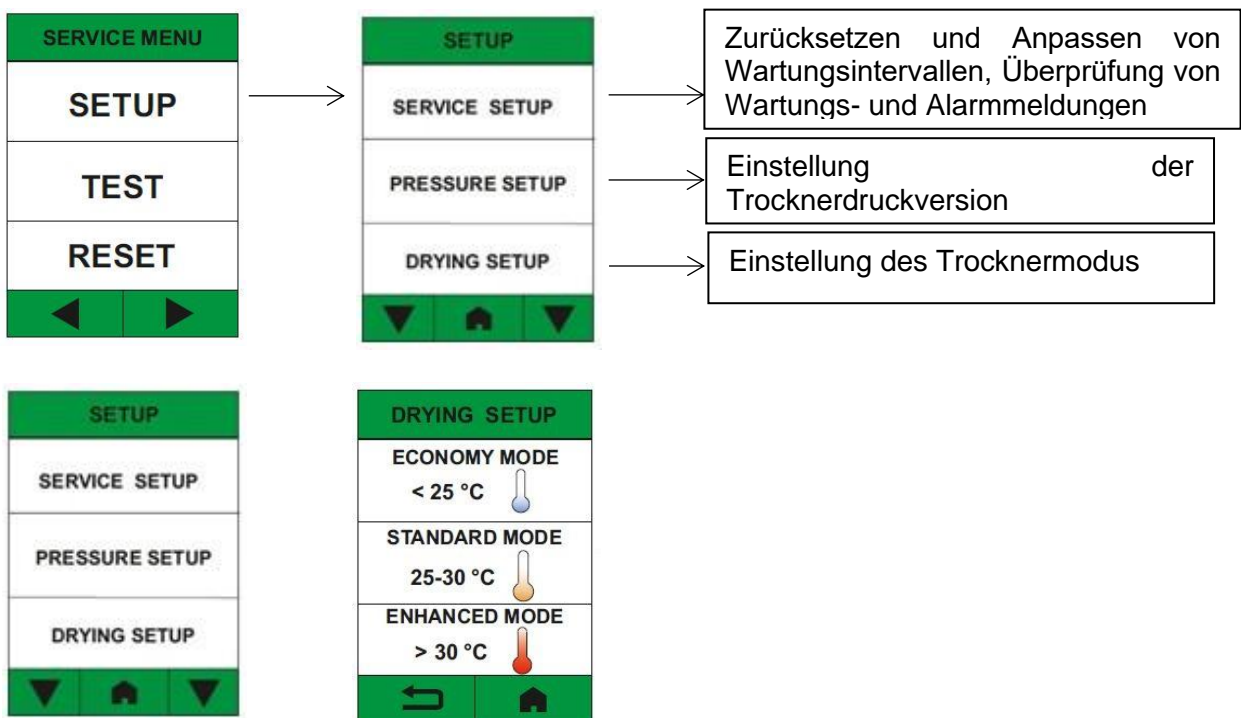 SERVICE MENU
SETUP
TEST
RESET
SETUP
SERVICE SETUP
PRESSURE SETUP
DRYING SETUP
Zurücksetzen und Anpassen von
Wartungsintervallen, Überprüfung von
Wartungs- und Alarmmeldungen
Einstellung der
Trocknerdruckversion
Einstellung des Trocknermodus
SETUP
SERVICE SETUP
PRESSURE SETUP
DRYING SETUP
DRYING SETUP
ECONOMY MODE
< 25 °C
STANDARD MODE
25-30 °C
ENHANCED MODE
> 30 °C